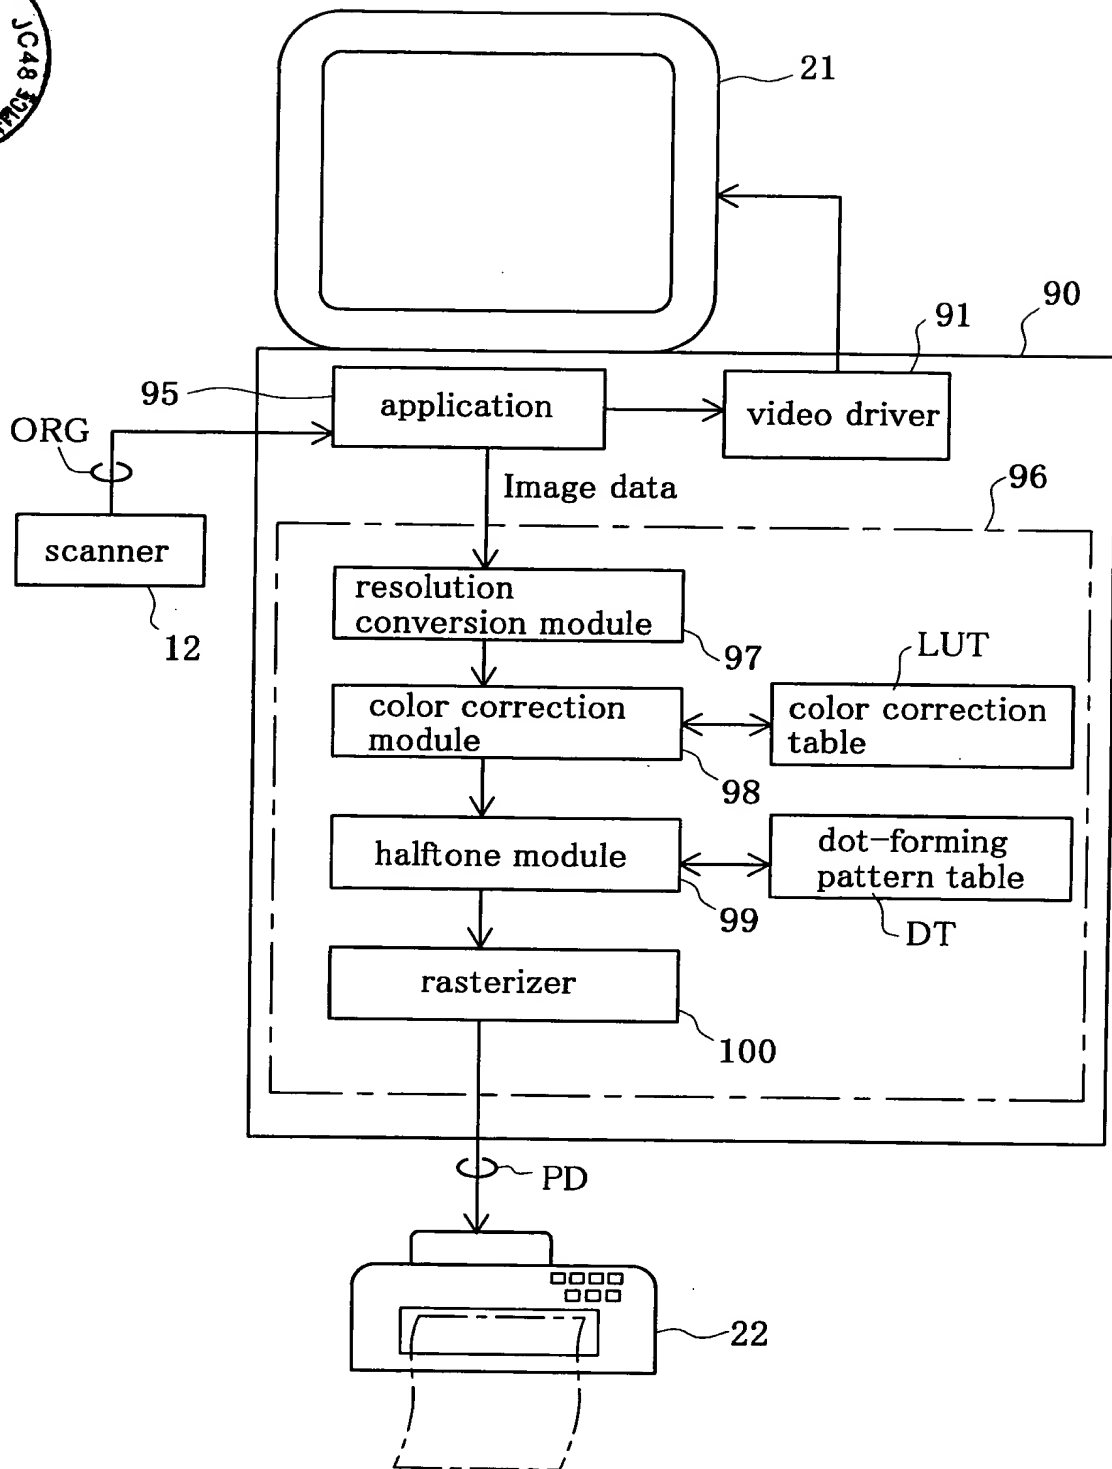 JC48
21
90
91
95
application
video driver
ORG
Image data
96
scanner
resolution
conversion module
12
97
LUT
color correction
module
color correction
table
98
halftone module
dot-forming
pattern table
99
DT
rasterizer
100
PD
22